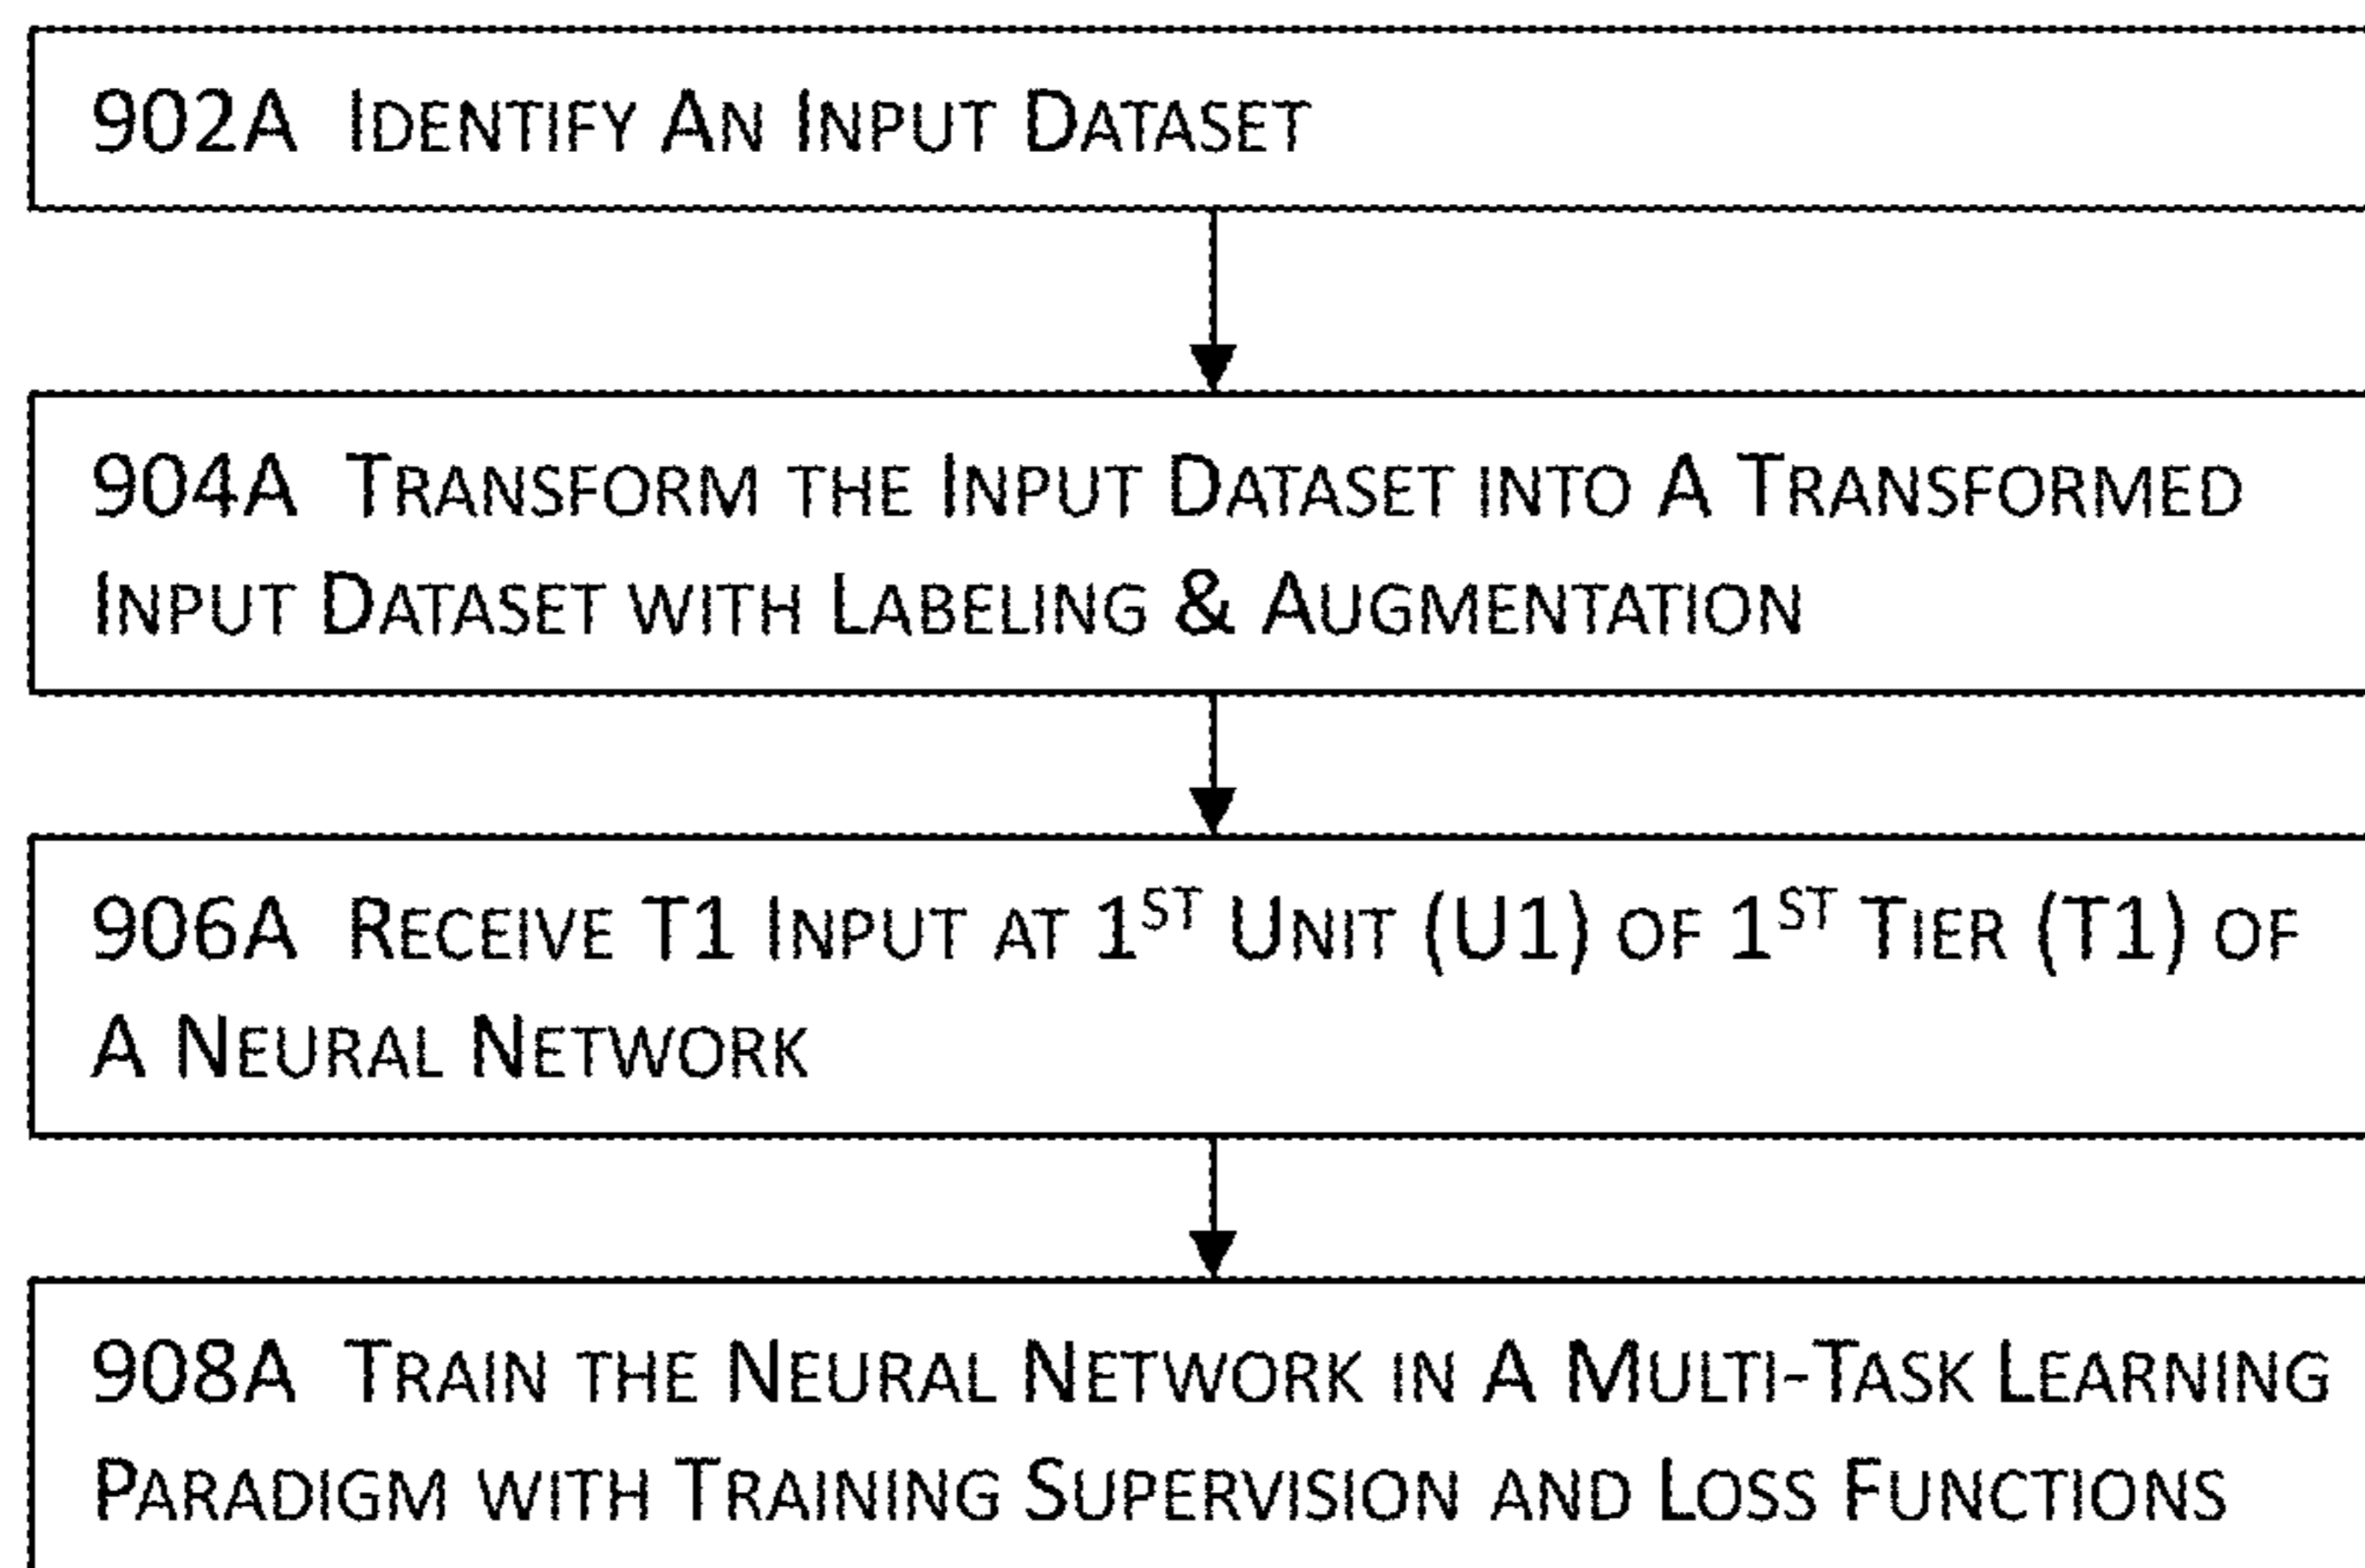 902A Identify An Input Dataset
904A Transform the Input Dataset into A Transformed
Input Dataset with Labeling & Augmentation
906A Receive T1 Input at 1st Unit (U1) of 1st Tier (T1) of
A Neural Network
908A Train the Neural Network in A Multi-Task Learning
Paradigm with Training Supervision and Loss Functions